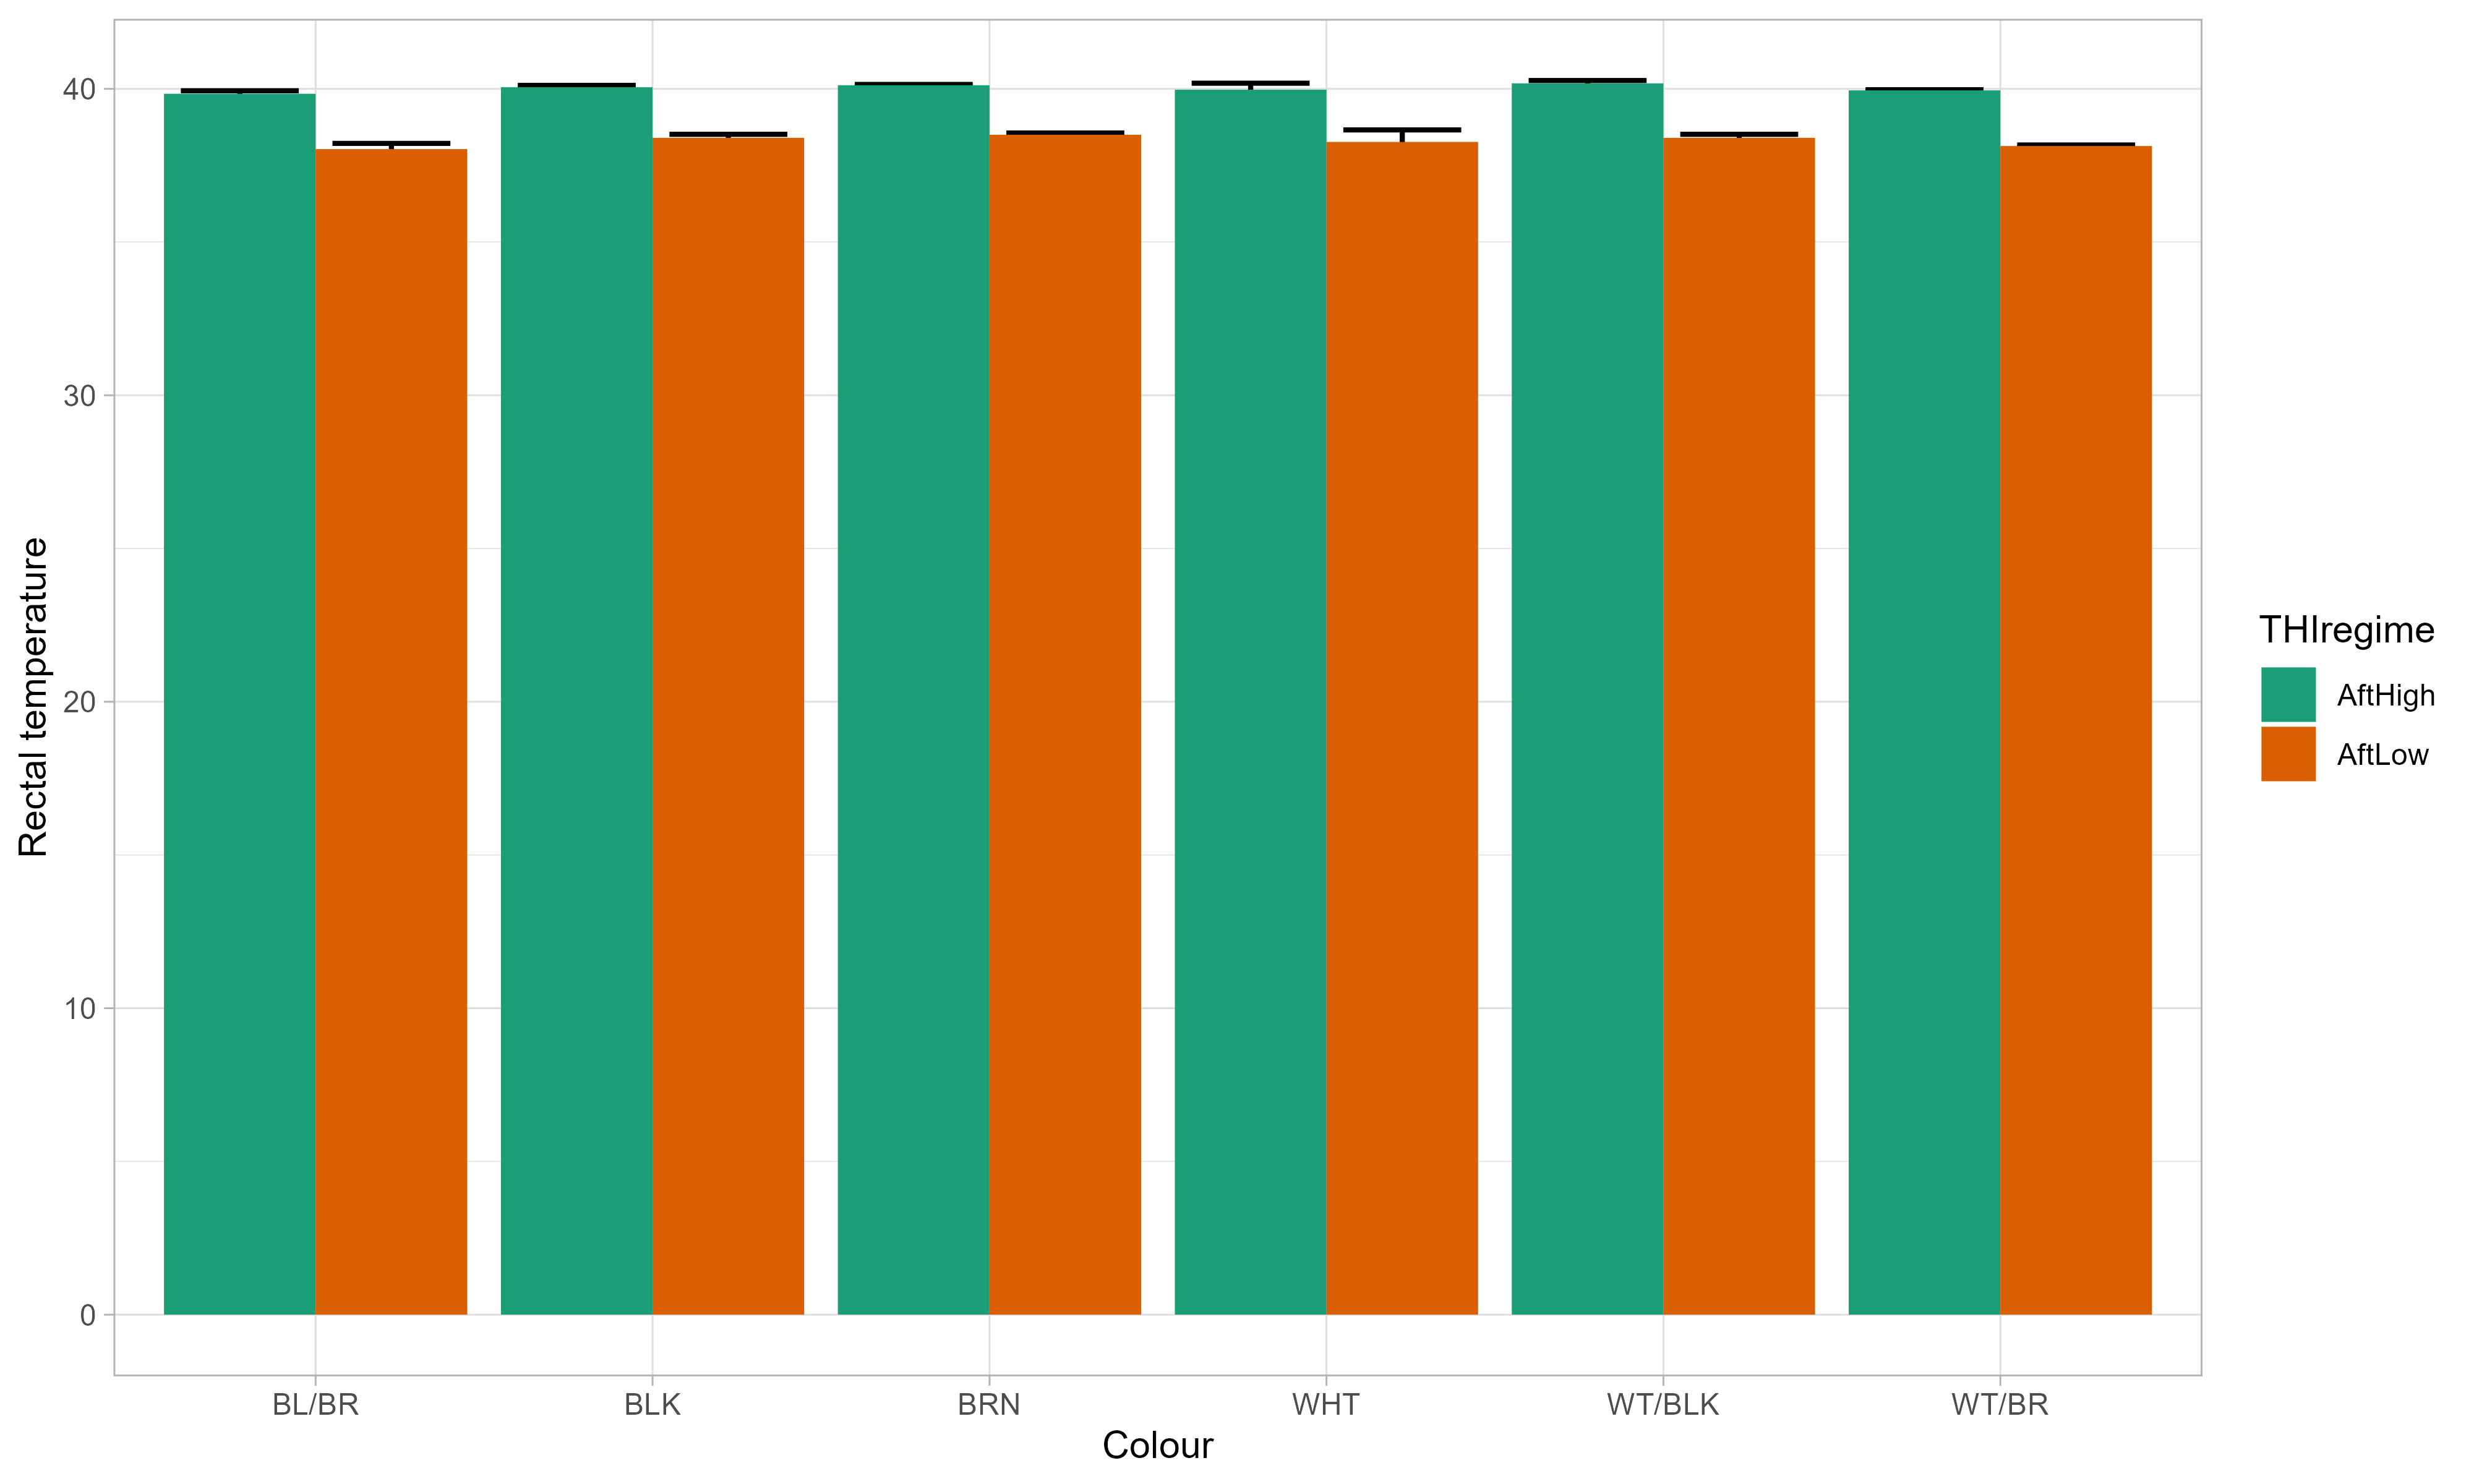 40
30
20
10
0
Rectal temperature
BL/BR BLK BRN WHT WT/BLK WT/BR
Colour
THIregime
AftHigh
AftLow